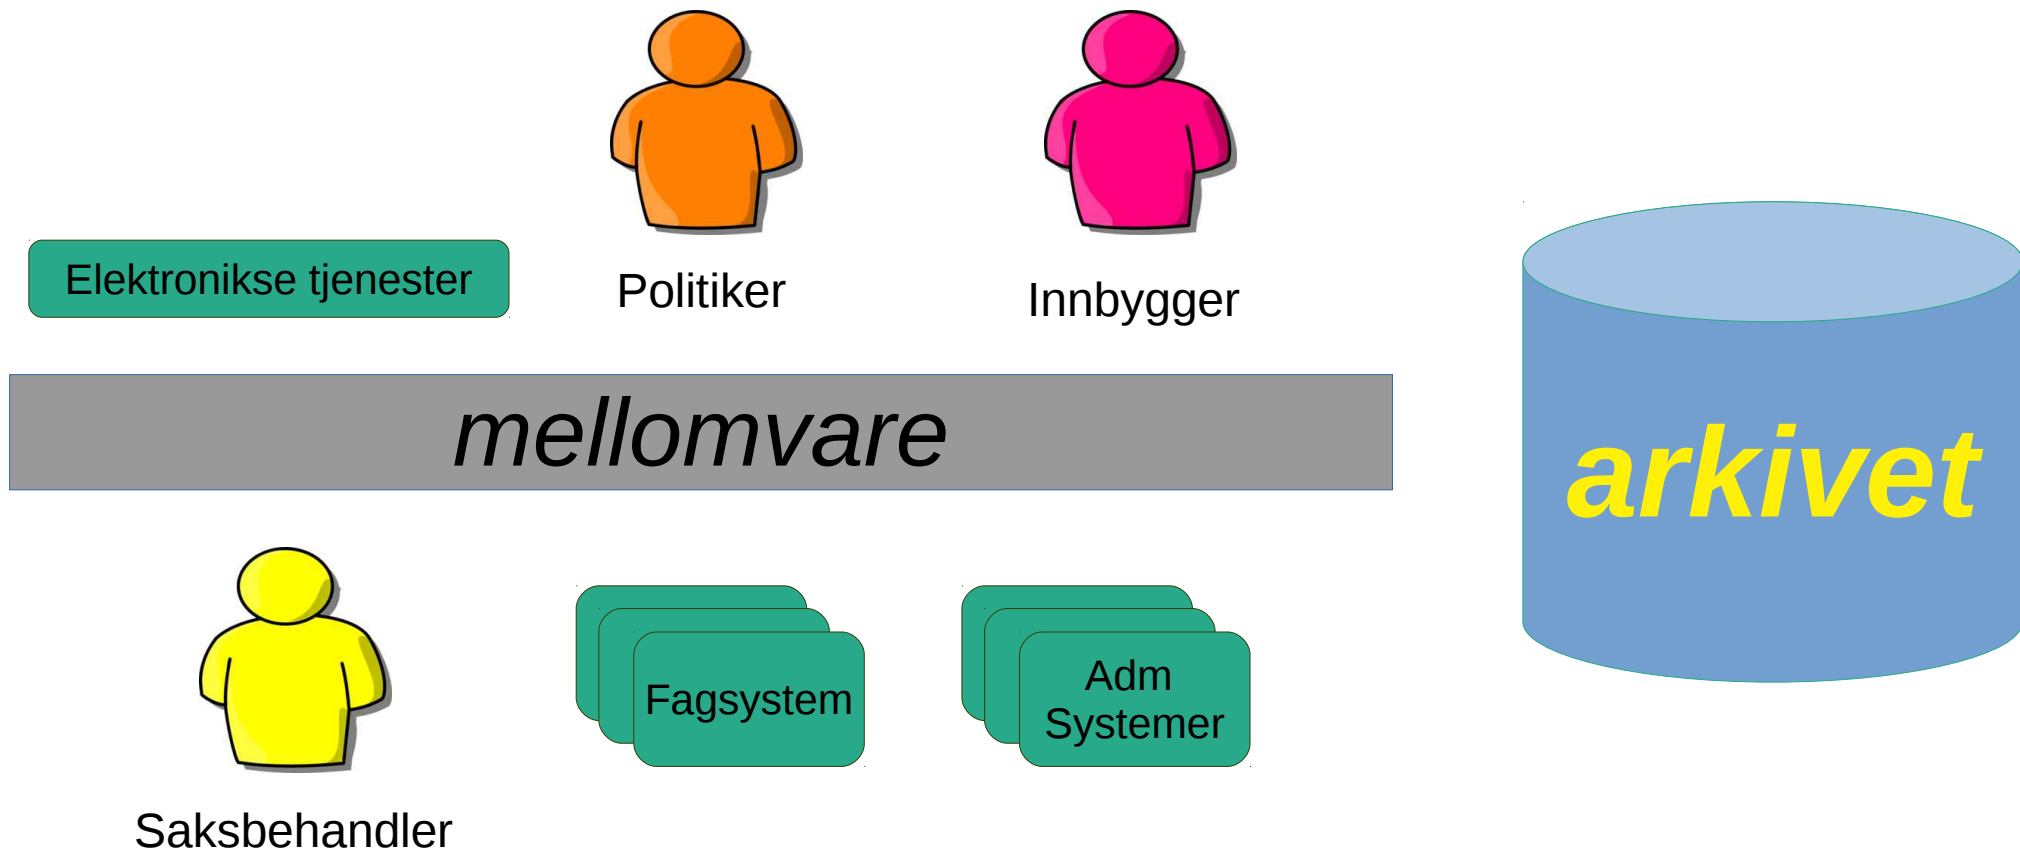 Elektronikse tjenester
Politiker
Innbygger
mellomvare
arkivet
Fagsystem
Adm
Systemer
Saksbehandler